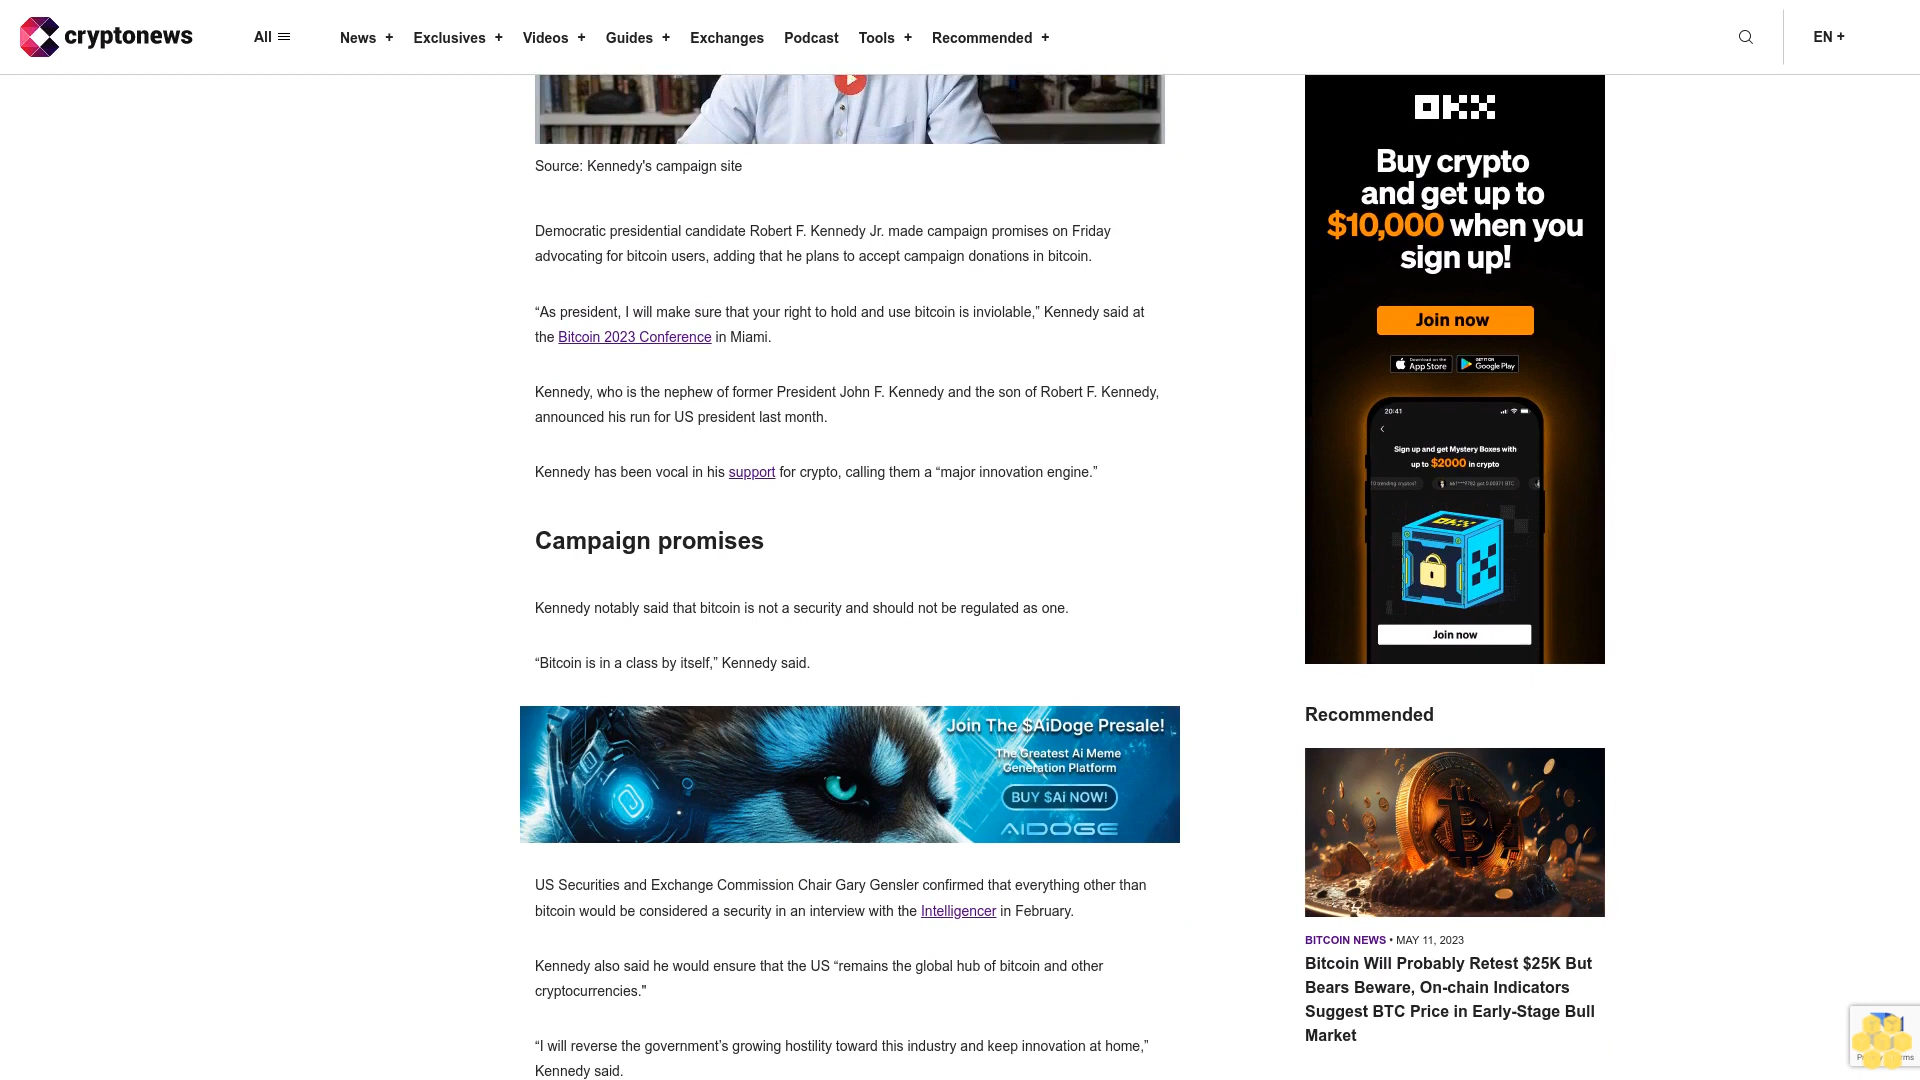 cryptonews
All
News +
Exclusives +
Videos +
Guides +
Exchanges
Podcast
Tools +
Recommended +
EN +
Source: Kennedy's campaign site
Democratic presidential candidate Robert F. Kennedy Jr. made campaign promises on Friday
advocating for bitcoin users, adding that he plans to accept campaign donations in bitcoin.
“As president, I will make sure that your right to hold and use bitcoin is inviolable,” Kennedy said at
the Bitcoin 2023 Conference in Miami.
Kennedy, who is the nephew of former President John F. Kennedy and the son of Robert F. Kennedy,
announced his run for US president last month.
Kennedy has been vocal in his support for crypto, calling them a “major innovation engine.”
Campaign promises
Kennedy notably said that bitcoin is not a security and should not be regulated as one.
“Bitcoin is in a class by itself,” Kennedy said.
Join The $AiDoge Presale!
The Greatest Ai Meme
Generation Platform
BUY $Ai NOW!
AiDOGE
US Securities and Exchange Commission Chair Gary Gensler confirmed that everything other than
bitcoin would be considered a security in an interview with the Intelligencer in February.
Kennedy also said he would ensure that the US “remains the global hub of bitcoin and other
cryptocurrencies."
“I will reverse the government’s growing hostility toward this industry and keep innovation at home,”
Kennedy said.
OKX
Buy crypto
and get up to
$10,000 when you
sign up!
Join now
Download on the
App Store
GET IT ON
Google Play
20:41
Sign up and get Mystery Boxes with
up to $2000 in crypto
10 trending cryptos?
OKX
Join now
Recommended
BITCOIN NEWS • MAY 11, 2023
Bitcoin Will Probably Retest $25K But
Bears Beware, On-chain Indicators
Suggest BTC Price in Early-Stage Bull
Market